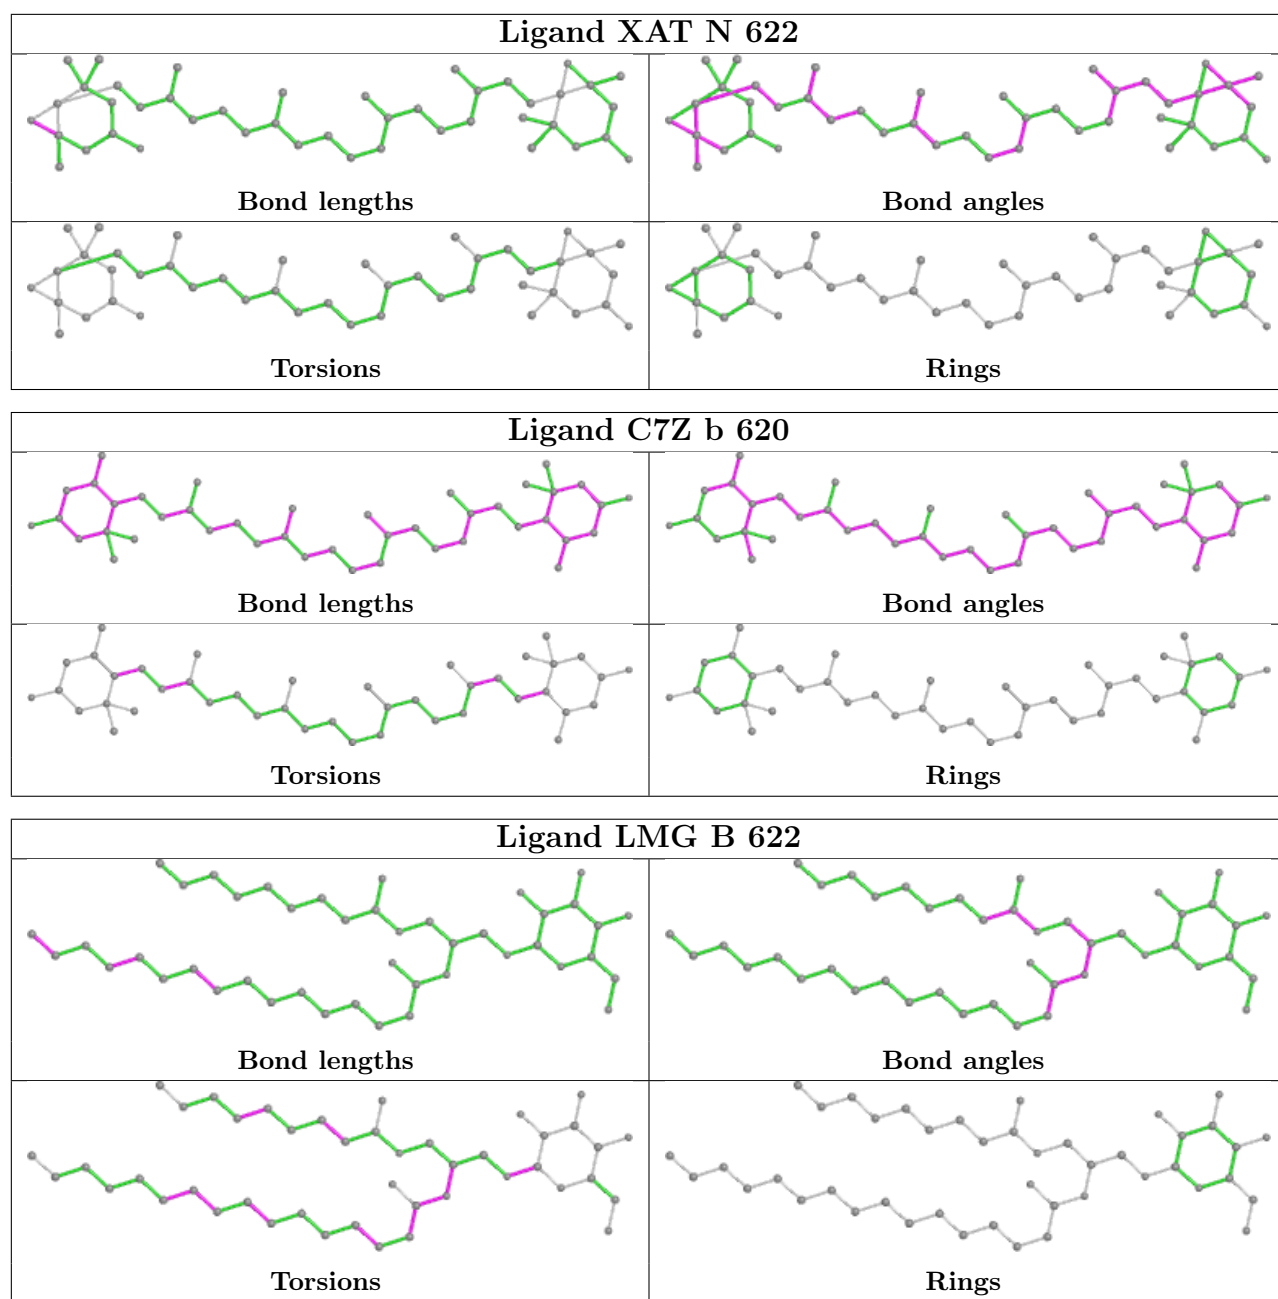 Ligand XAT N 622
Bond lengths
Bond angles
Torsions
Rings
Ligand C7Z b 620
Bond lengths
Bond angles
Torsions
Rings
Ligand LMG B 622
Bond lengths
Bond angles
Torsions
Rings